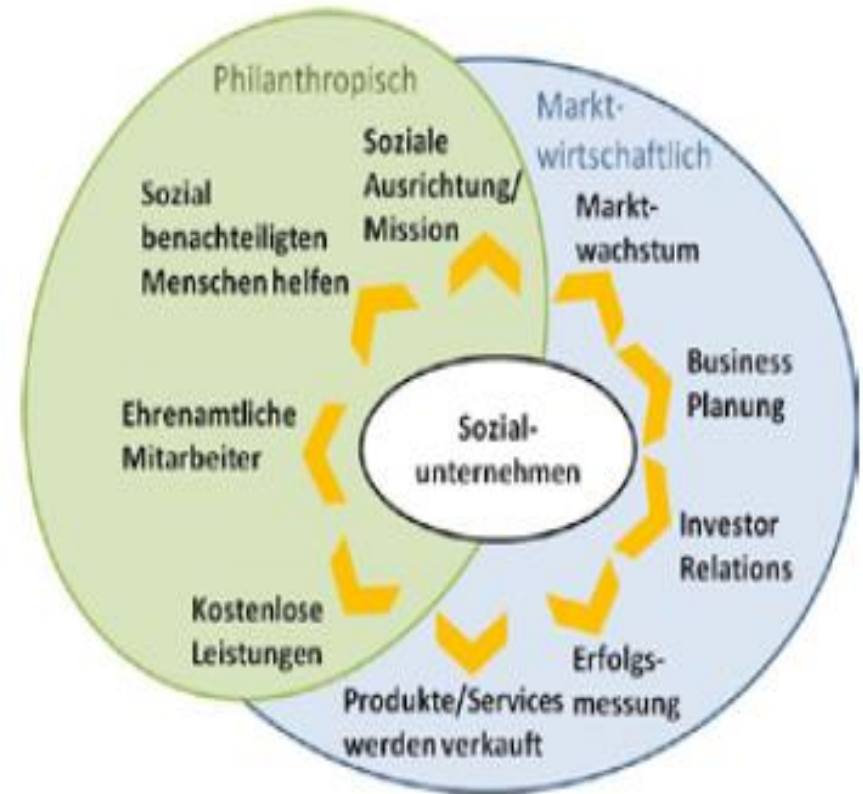 Philanthropisch
Markt-
wirtschaftlich
Soziale
Ausrichtung/
Mission
Sozial
benachteiligten
Menschen helfen
Ehrenamtliche
Mitarbeiter
Kostenlose
Leistungen
Sozial-
unternehmen
Markt-
wachstum
Business
Planung
Investor
Relations
Erfolgs-
messung
Produkte/Services
werden verkauft